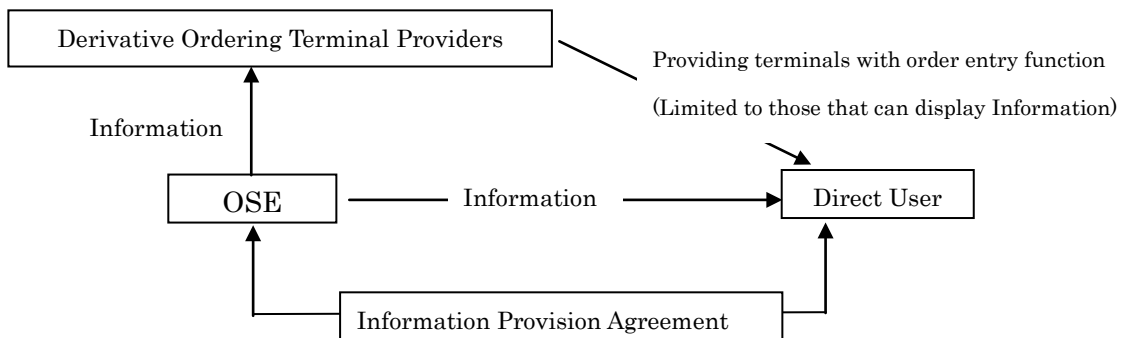 Derivative Ordering Terminal Providers
Providing terminals with order entry function
(Limited to those that can display Information)
Information
OSE
Information
Direct User
Information Provision Agreement